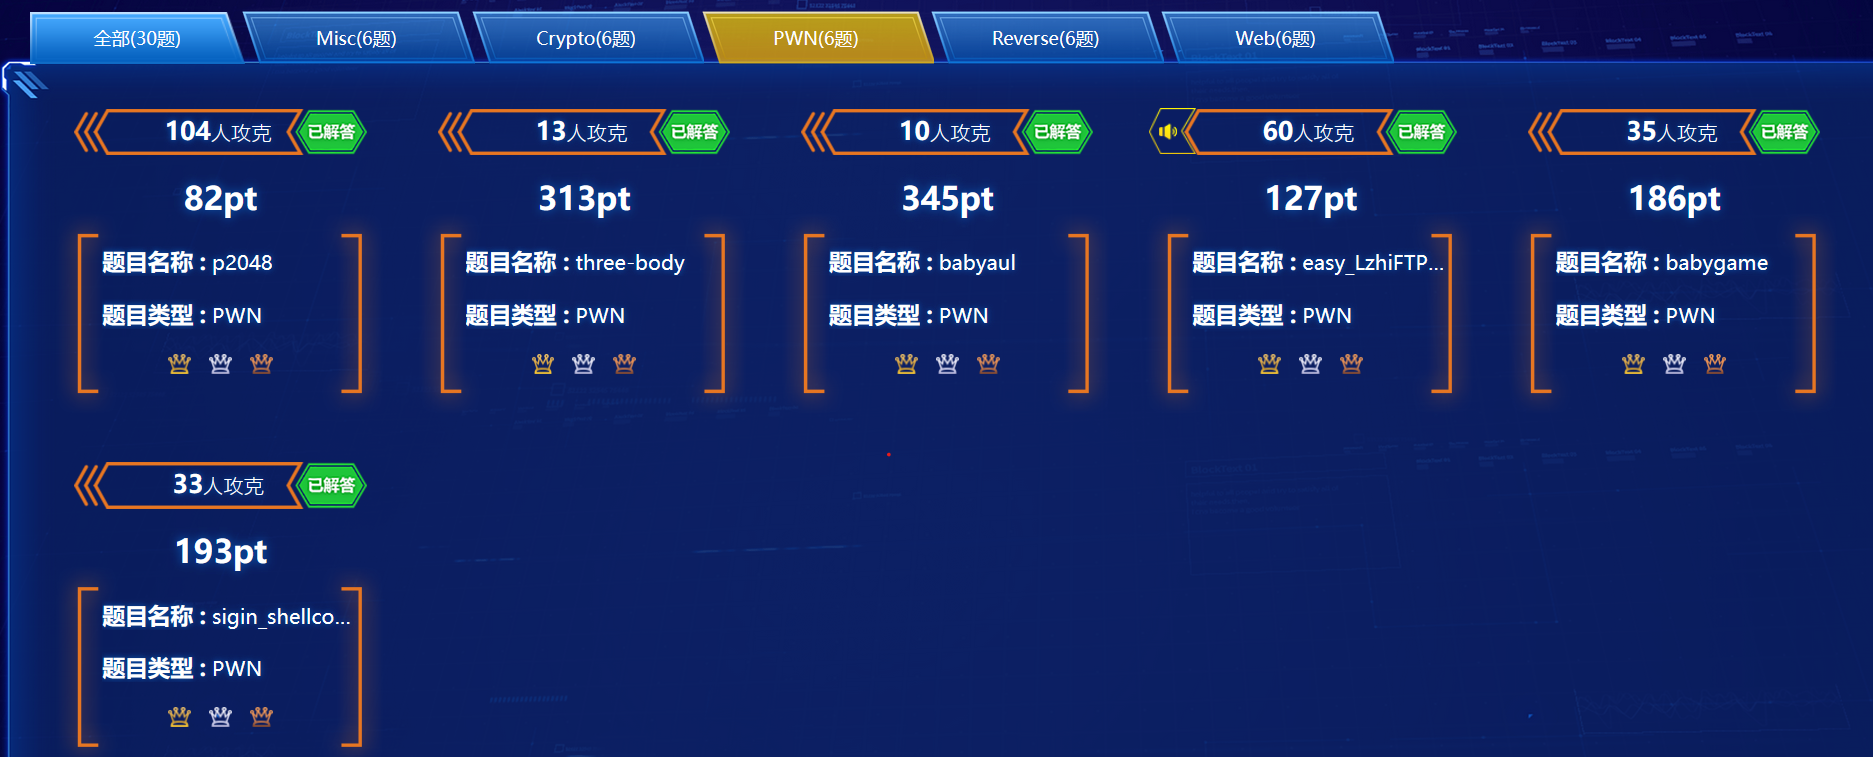 全部(30题)
Misc(6题)
Crypto(6题)
PWN(6题)
Reverse(6题)
Web(6题)
104人攻克
已解答
82pt
题目名称 : p2048
题目类型 : PWN
13人攻克
已解答
313pt
题目名称 : three-body
题目类型 : PWN
10人攻克
已解答
345pt
题目名称 : babyaul
题目类型 : PWN
60人攻克
已解答
127pt
题目名称 : easy_LzhiFTP...
题目类型 : PWN
35人攻克
已解答
186pt
题目名称 : babygame
题目类型 : PWN
33人攻克
已解答
193pt
题目名称 : sigin_shellco...
题目类型 : PWN